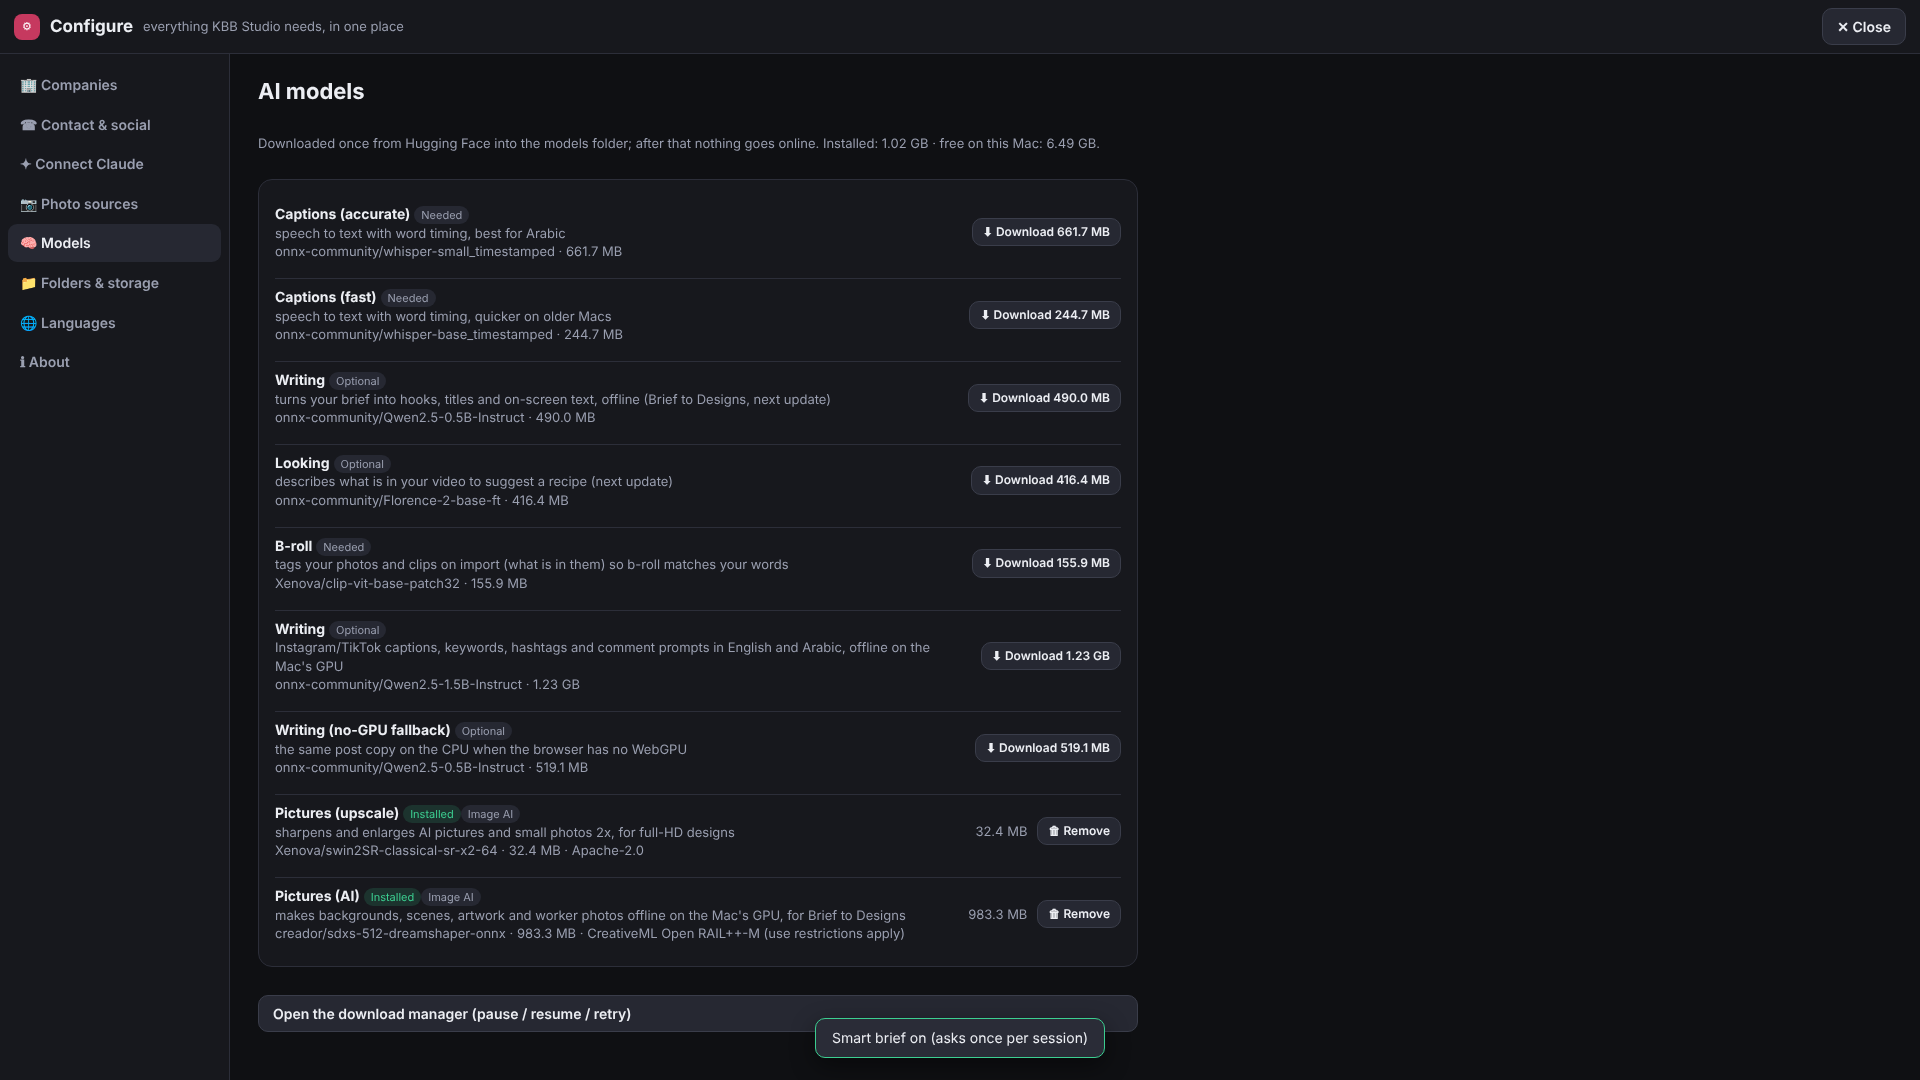 Configure everything KBB Studio needs, in one place
✕ Close
Companies
Contact & social
Connect Claude
Photo sources
Models
Folders & storage
Languages
About
AI models
Downloaded once from Hugging Face into the models folder; after that nothing goes online. Installed: 1.02 GB · free on this Mac: 6.49 GB.
Captions (accurate) Needed
speech to text with word timing, best for Arabic
onnx-community/whisper-small_timestamped · 661.7 MB
⬇ Download 661.7 MB
Captions (fast) Needed
speech to text with word timing, quicker on older Macs
onnx-community/whisper-base_timestamped · 244.7 MB
⬇ Download 244.7 MB
Writing Optional
turns your brief into hooks, titles and on-screen text, offline (Brief to Designs, next update)
onnx-community/Qwen2.5-0.5B-Instruct · 490.0 MB
⬇ Download 490.0 MB
Looking Optional
describes what is in your video to suggest a recipe (next update)
onnx-community/Florence-2-base-ft · 416.4 MB
⬇ Download 416.4 MB
B-roll Needed
tags your photos and clips on import (what is in them) so b-roll matches your words
Xenova/clip-vit-base-patch32 · 155.9 MB
⬇ Download 155.9 MB
Writing Optional
Instagram/TikTok captions, keywords, hashtags and comment prompts in English and Arabic, offline on the
Mac's GPU
onnx-community/Qwen2.5-1.5B-Instruct · 1.23 GB
⬇ Download 1.23 GB
Writing (no-GPU fallback) Optional
the same post copy on the CPU when the browser has no WebGPU
onnx-community/Qwen2.5-0.5B-Instruct · 519.1 MB
⬇ Download 519.1 MB
Pictures (upscale) Installed Image AI
sharpens and enlarges AI pictures and small photos 2x, for full-HD designs
Xenova/swin2SR-classical-sr-x2-64 · 32.4 MB · Apache-2.0
32.4 MB Remove
Pictures (AI) Installed Image AI
makes backgrounds, scenes, artwork and worker photos offline on the Mac's GPU, for Brief to Designs
creador/sdxs-512-dreamshaper-onnx · 983.3 MB · CreativeML Open RAIL++-M (use restrictions apply)
983.3 MB Remove
Open the download manager (pause / resume / retry)
Smart brief on (asks once per session)